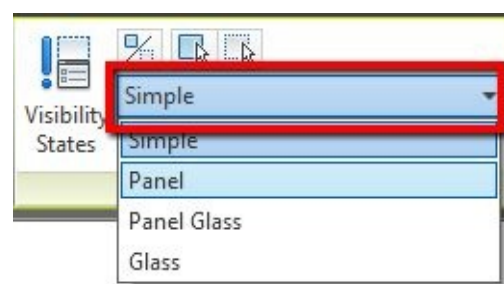 Visibility
States
Simple
Simple
Panel
Panel Glass
Glass